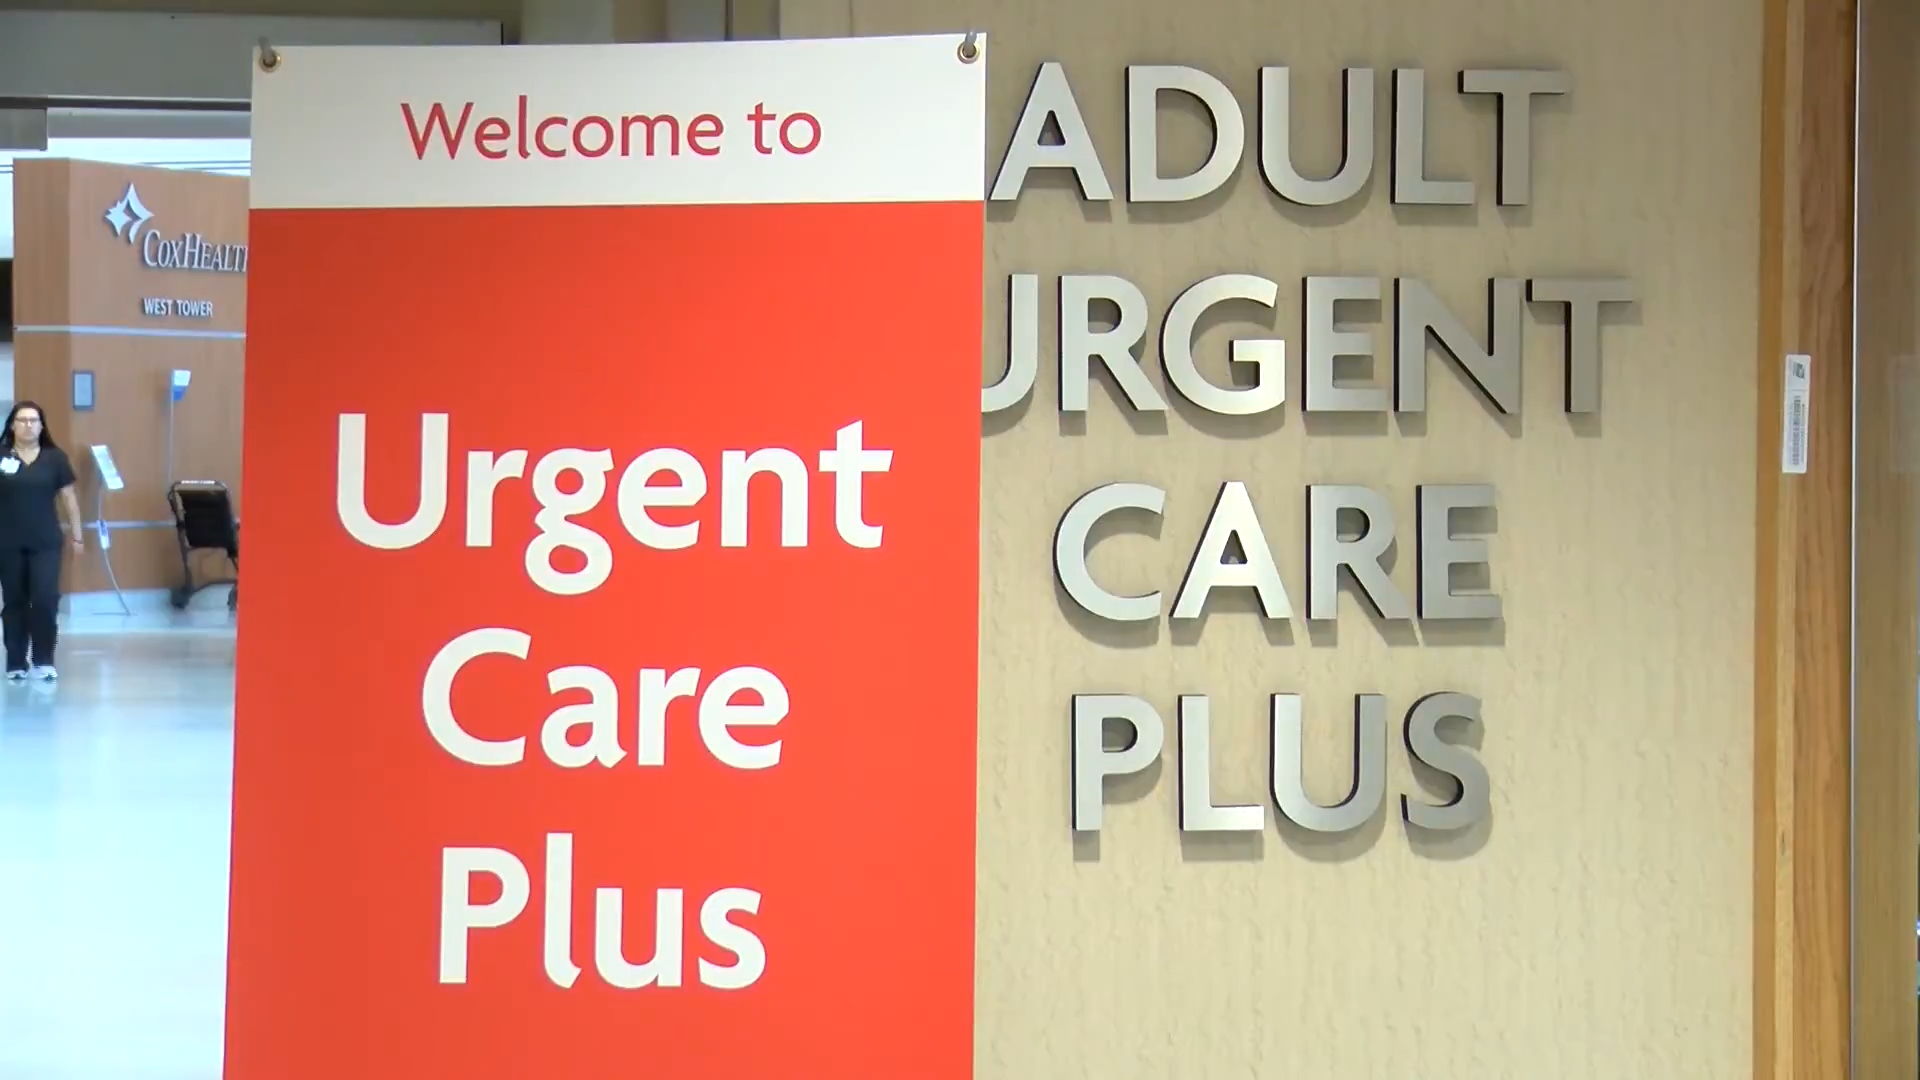 Welcome to
Urgent
Care
Plus
ADULT
URGENT
CARE
PLUS
COXHEALTH
WEST TOWER